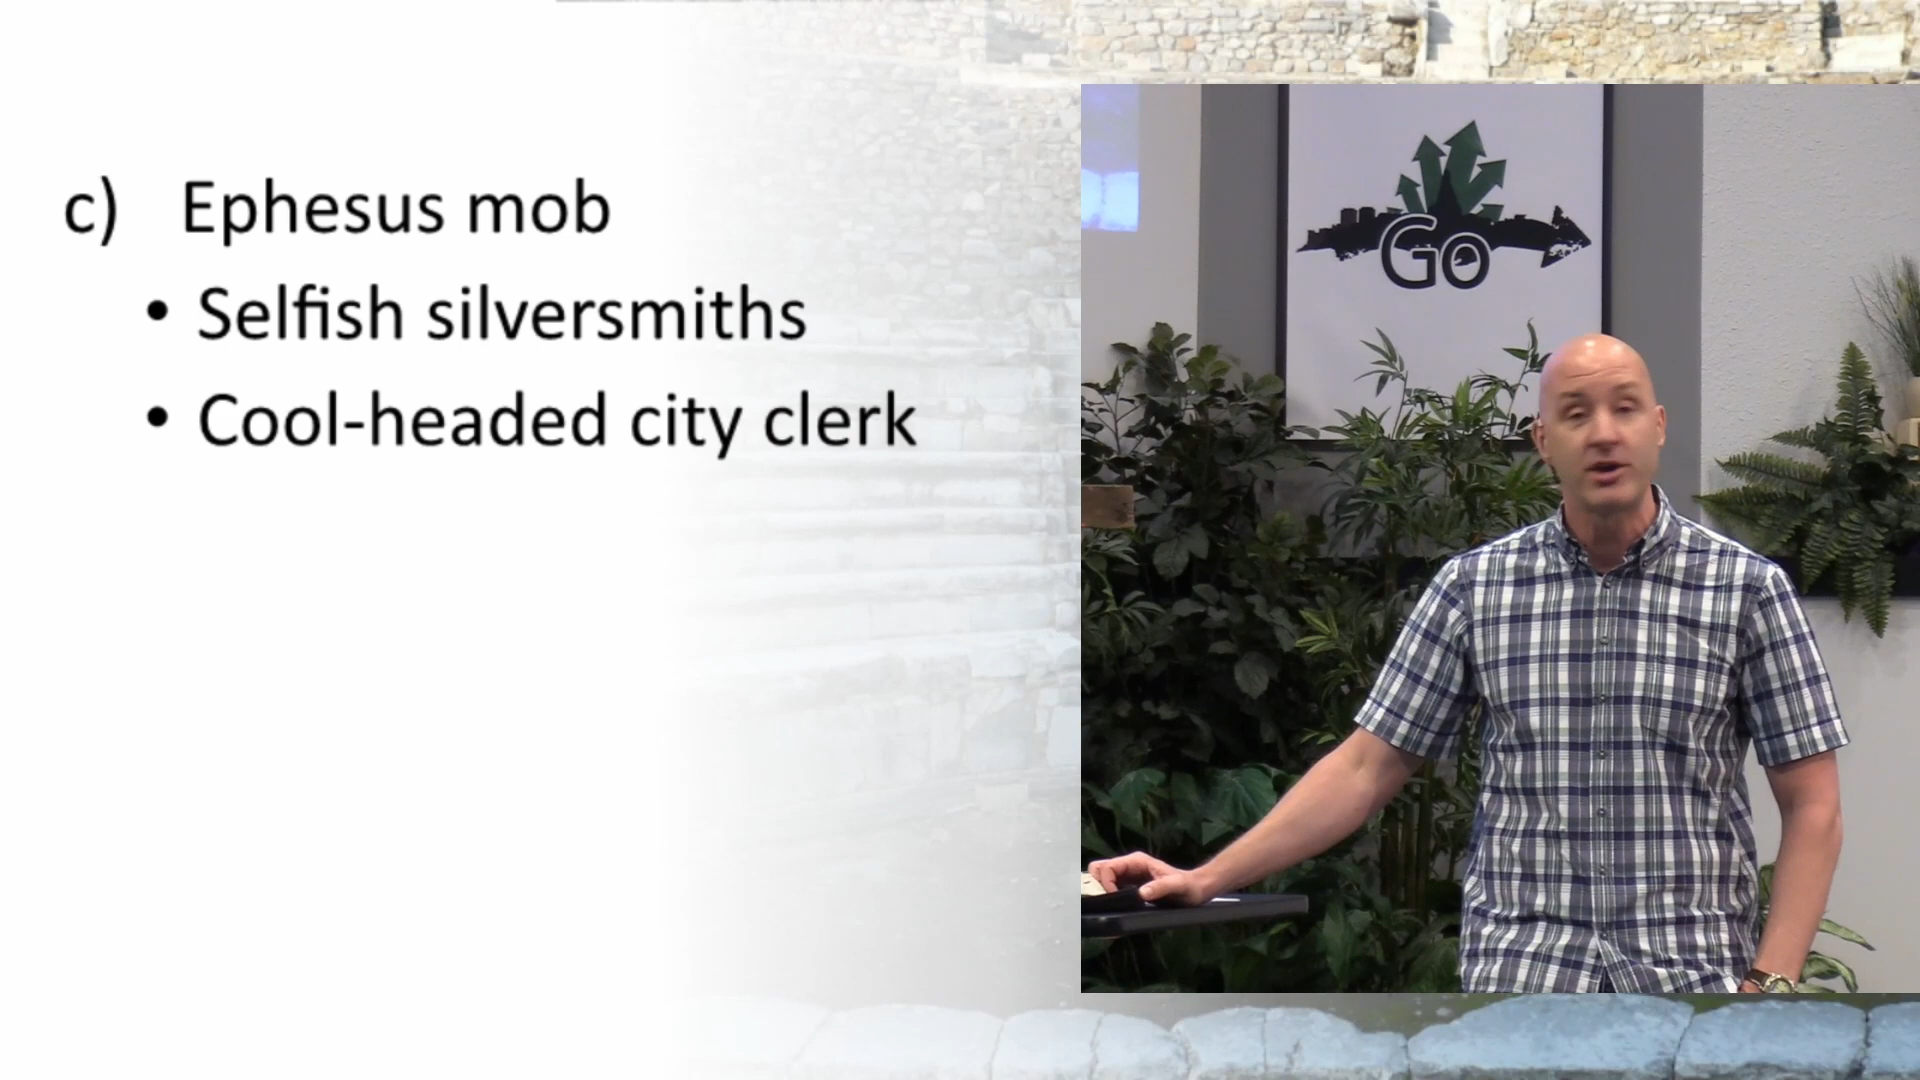 c) Ephesus mob
• Selfish silversmiths
• Cool-headed city clerk
Go